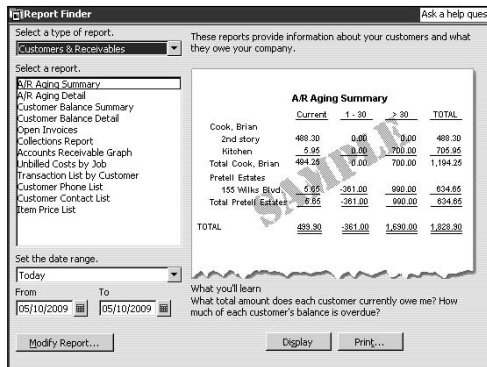 Report Finder
Ask a help ques
Select a type of report.
Customers & Receivables
Select a report.
A/R Aging Summary
A/R Aging Detail
Customer Balance Summary
Customer Balance Detail
Open Invoices
Collections Report
Accounts Receivable Graph
Unbilled Costs by Job
Transaction List by Customer
Customer Phone List
Customer Contact List
Item Price List
Set the date range.
Today
From To
05/10/2009 05/10/2009
Modify Report...
These reports provide information about your customers and what
they owe your company.
A/R Aging Summary
Current 1 - 30 > 30 TOTAL
Cook, Brian
2nd story 488.30 0.00 0.00 488.30
Kitchen 5.95 0.00 700.00 705.95
Total Cook, Brian 494.25 0.00 700.00 1,194.25
Pretell Estates
155 Wilks Blvd. 5.65 -361.00 990.00 634.65
Total Pretell Estates 5.65 -361.00 990.00 634.65
TOTAL 499.90 -361.00 1,690.00 1,828.90
SAMPLE
What you'll learn
What total amount does each customer currently owe me? How
much of each customer's balance is overdue?
Display Print...